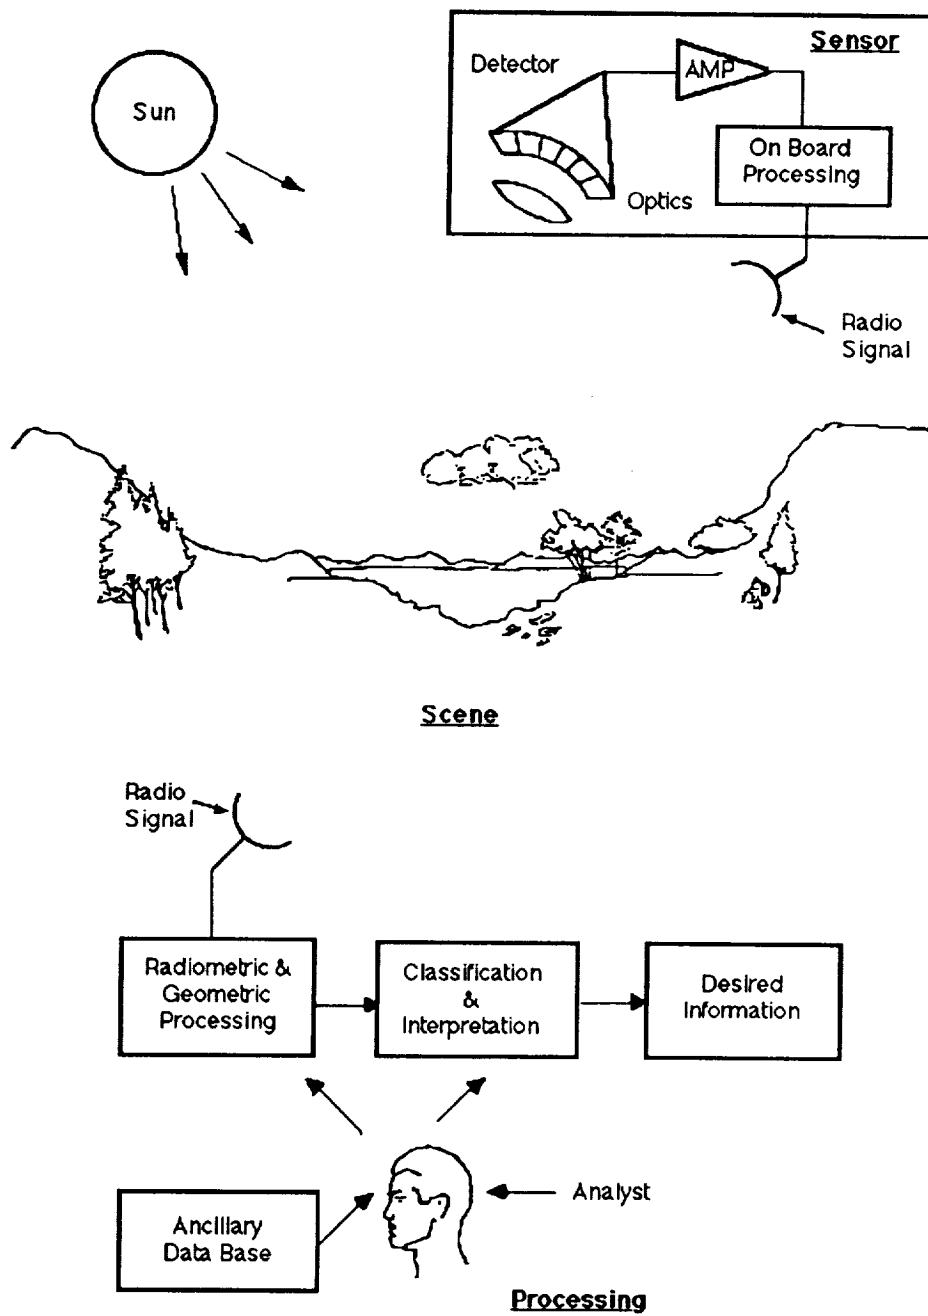 Sensor
Detector
AMP
Sun
On Board
Processing
Optics
Radio
Signal
Scene
Radio
Signal
Radiometric &
Geometric
Processing
Classification
&
Interpretation
Desired
Information
Analyst
Ancillary
Data Base
Processing